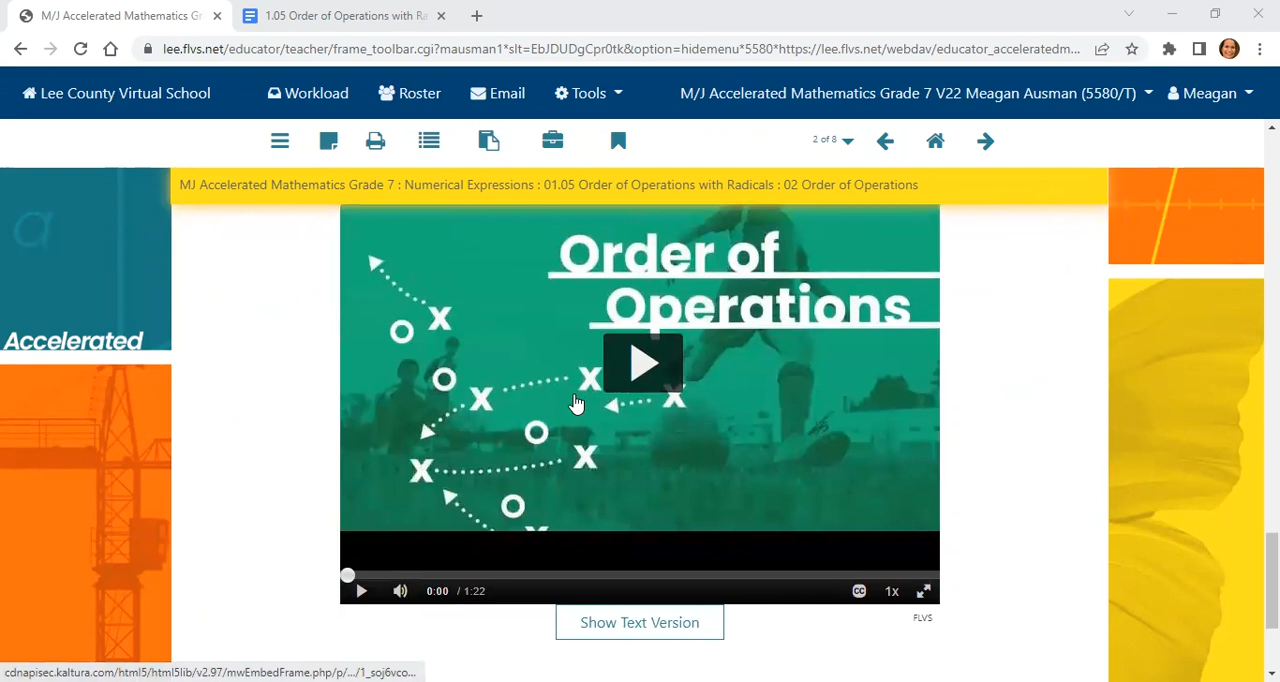 M/J Accelerated Mathematics Gr
1.05 Order of Operations with Ra
lee.flvs.net/educator/teacher/frame_toolbar.cgi?mausman1*slt=EbJDUDgCpr0tk&option=hidemenu*5580*https://lee.flvs.net/webdav/educator_acceleratedm...
Lee County Virtual School
Workload
Roster
Email
Tools
M/J Accelerated Mathematics Grade 7 V22 Meagan Ausman (5580/T)
Meagan
2 of 8
MJ Accelerated Mathematics Grade 7 : Numerical Expressions : 01.05 Order of Operations with Radicals : 02 Order of Operations
a
Accelerated
Order of
Operations
X
O
O
X
X
X
O
X
X
O
X
0:00 / 1:22
CC
1x
Show Text Version
FLVS
cdnapisec.kaltura.com/html5/html5lib/v2.97/mwEmbedFrame.php/p/.../1_soj6vco...